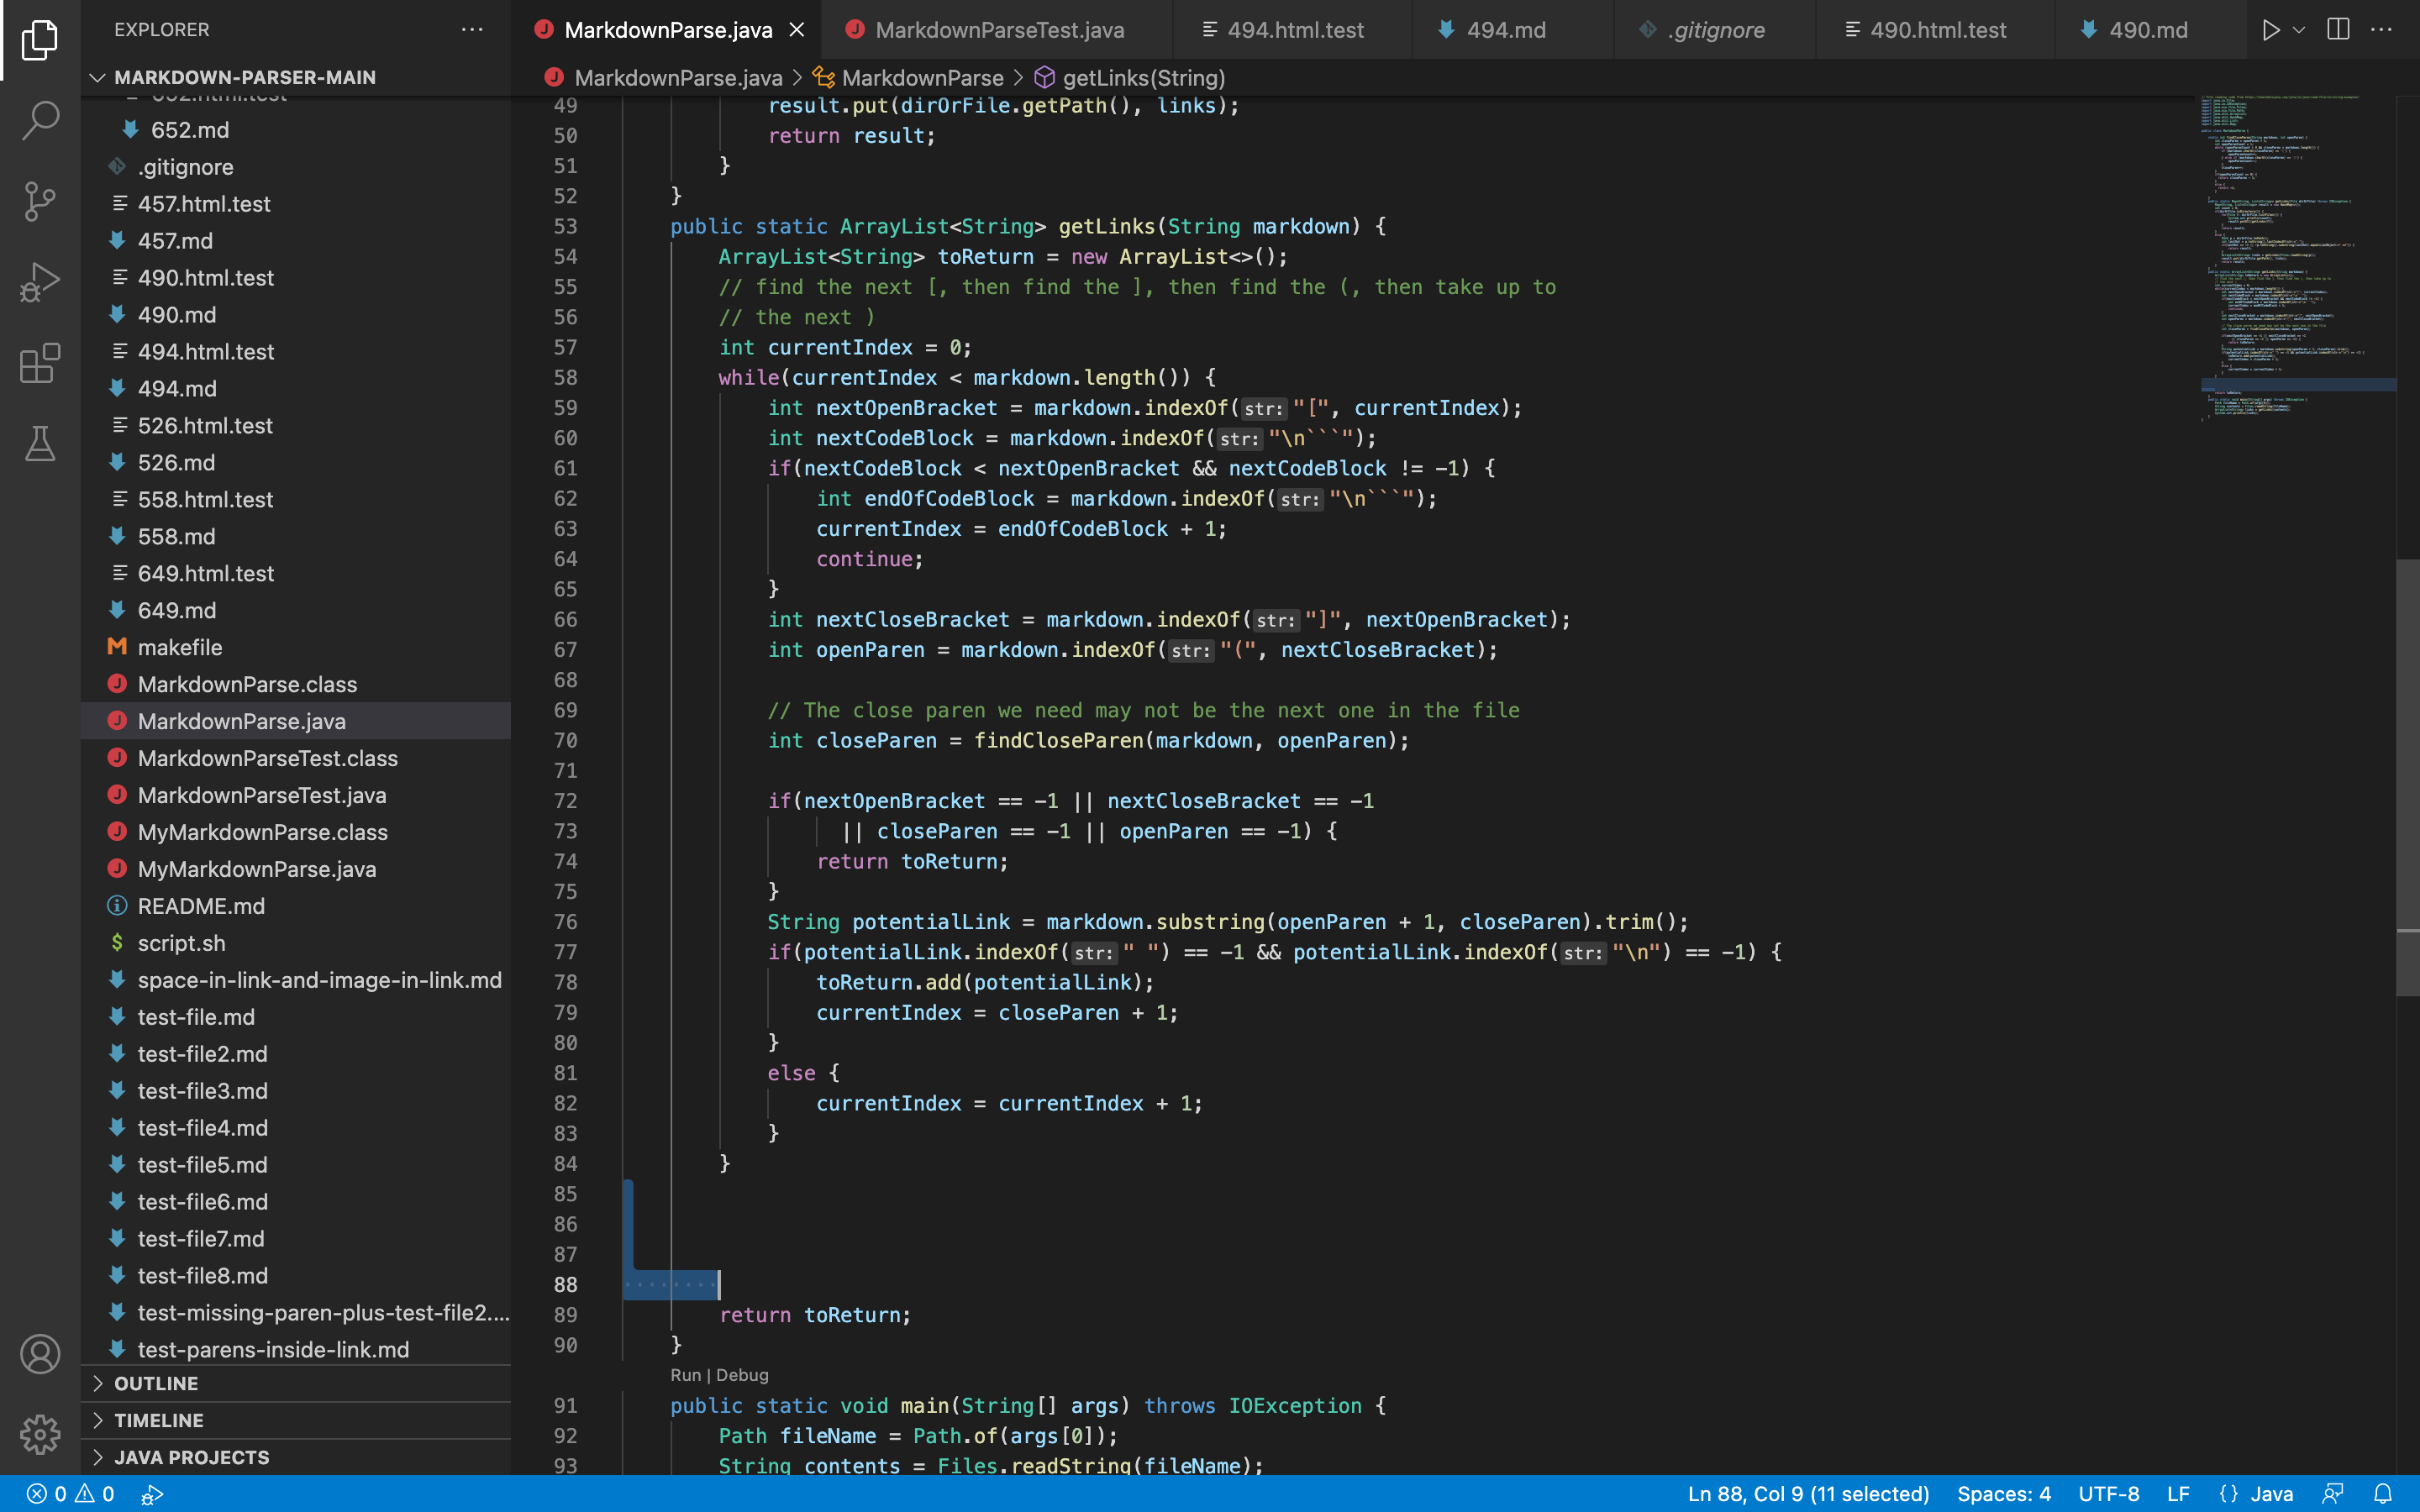 EXPLORER
MARKDOWN-PARSER-MAIN
652.html.test
652.md
.gitignore
457.html.test
457.md
490.html.test
490.md
494.html.test
494.md
526.html.test
526.md
558.html.test
558.md
649.html.test
649.md
makefile
MarkdownParse.class
MarkdownParse.java
MarkdownParseTest.class
MarkdownParseTest.java
MyMarkdownParse.class
MyMarkdownParse.java
README.md
script.sh
space-in-link-and-image-in-link.md
test-file.md
test-file2.md
test-file3.md
test-file4.md
test-file5.md
test-file6.md
test-file7.md
test-file8.md
test-missing-paren-plus-test-file2....
test-parens-inside-link.md
OUTLINE
TIMELINE
JAVA PROJECTS
MarkdownParse.java MarkdownParseTest.java 494.html.test 494.md .gitignore 490.html.test 490.md
MarkdownParse.java > MarkdownParse > getLinks(String)
49 result.put(dirOrFile.getPath(), links);
50 return result;
51 }
52 }
53 public static ArrayList<String> getLinks(String markdown) {
54 ArrayList<String> toReturn = new ArrayList<>();
55 // find the next [, then find the ], then find the (, then take up to
56 // the next )
57 int currentIndex = 0;
58 while(currentIndex < markdown.length()) {
59 int nextOpenBracket = markdown.indexOf(str: "[", currentIndex);
60 int nextCodeBlock = markdown.indexOf(str: "\n```");
61 if(nextCodeBlock < nextOpenBracket && nextCodeBlock != -1) {
62 int endOfCodeBlock = markdown.indexOf(str: "\n```");
63 currentIndex = endOfCodeBlock + 1;
64 continue;
65 }
66 int nextCloseBracket = markdown.indexOf(str: "]", nextOpenBracket);
67 int openParen = markdown.indexOf(str: "(", nextCloseBracket);
68
69 // The close paren we need may not be the next one in the file
70 int closeParen = findCloseParen(markdown, openParen);
71
72 if(nextOpenBracket == -1 || nextCloseBracket == -1
73 || closeParen == -1 || openParen == -1) {
74 return toReturn;
75 }
76 String potentialLink = markdown.substring(openParen + 1, closeParen).trim();
77 if(potentialLink.indexOf(str: " ") == -1 && potentialLink.indexOf(str: "\n") == -1) {
78 toReturn.add(potentialLink);
79 currentIndex = closeParen + 1;
80 }
81 else {
82 currentIndex = currentIndex + 1;
83 }
84 }
85
86
87
88
89 return toReturn;
90 }
Run | Debug
91 public static void main(String[] args) throws IOException {
92 Path fileName = Path.of(args[0]);
93 String contents = Files.readString(fileName);
0 0
Ln 88, Col 9 (11 selected) Spaces: 4 UTF-8 LF {} Java